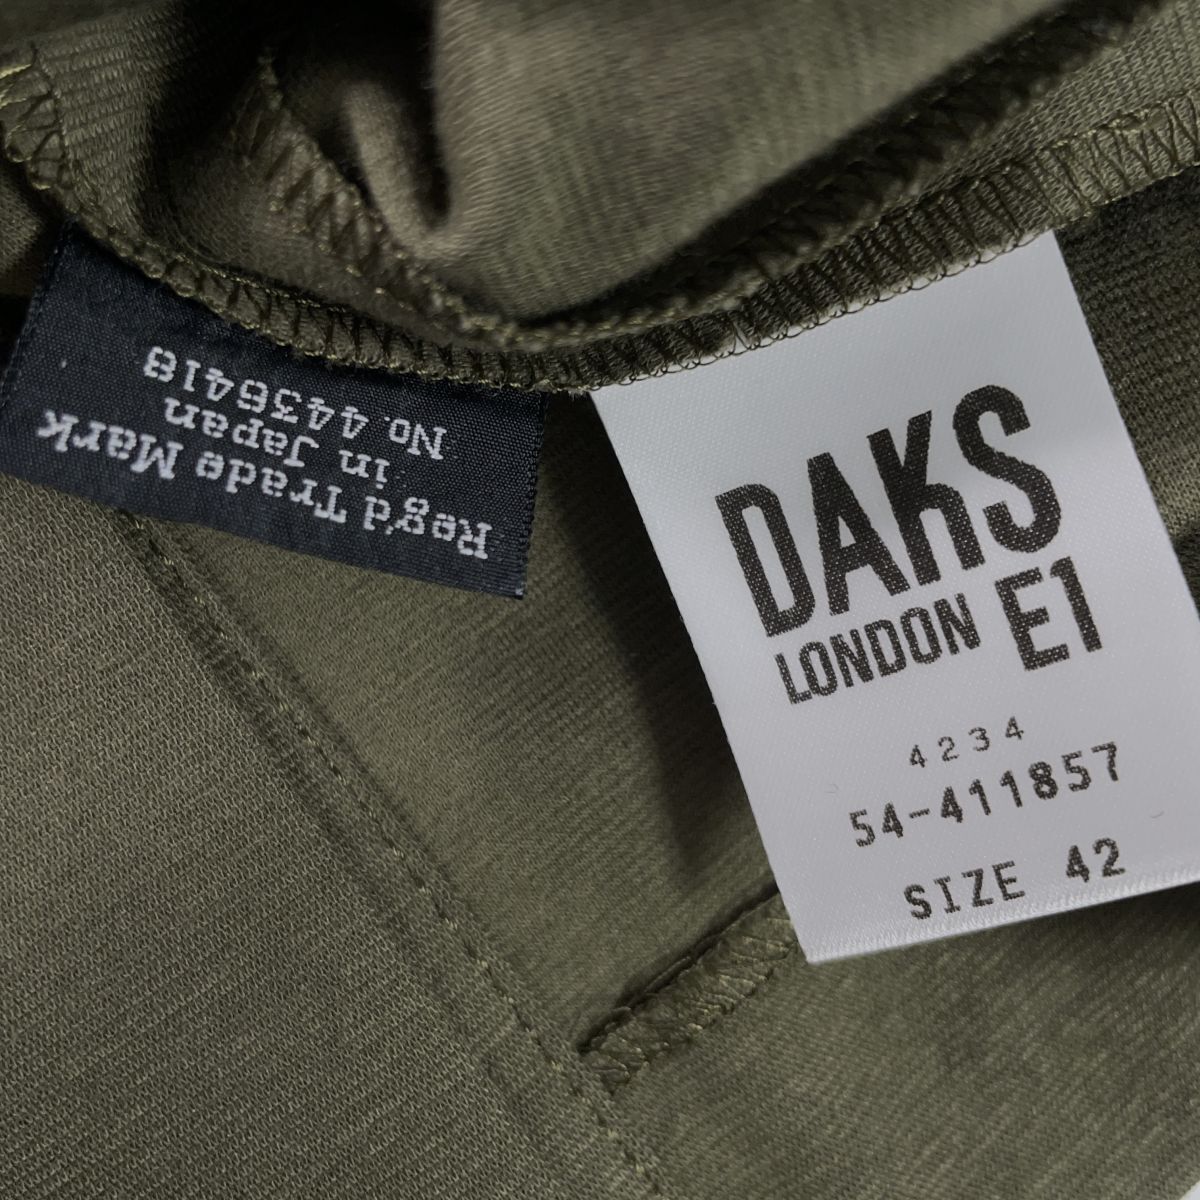 Reg'd Trade Mark
in Japan
No. 4436418
DAKS
LONDON E1
4234
54-411857
SIZE 42